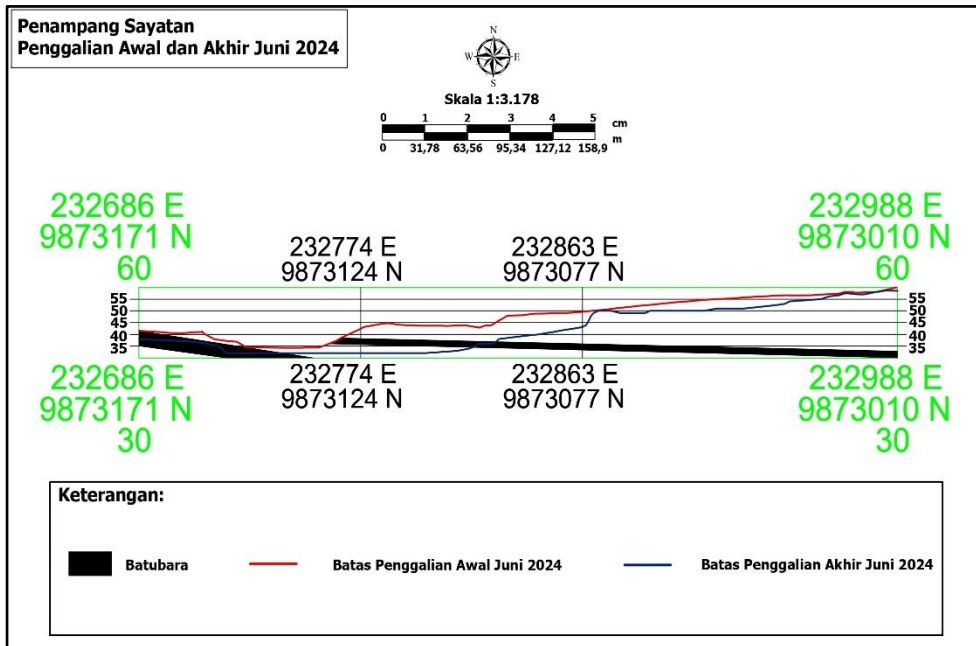 Penampang Sayatan
Penggalian Awal dan Akhir Juni 2024
N
W E
S
Skala 1:3.178
0 1 2 3 4 5 cm
0 31,78 63,56 95,34 127,12 158,9 m
232686 E
9873171 N
60
232774 E
9873124 N
232863 E
9873077 N
232988 E
9873010 N
60
55 55
50 50
45 45
40 40
35 35
232686 E
9873171 N
30
232774 E
9873124 N
232863 E
9873077 N
232988 E
9873010 N
30
Keterangan:
Batubara
Batas Penggalian Awal Juni 2024
Batas Penggalian Akhir Juni 2024